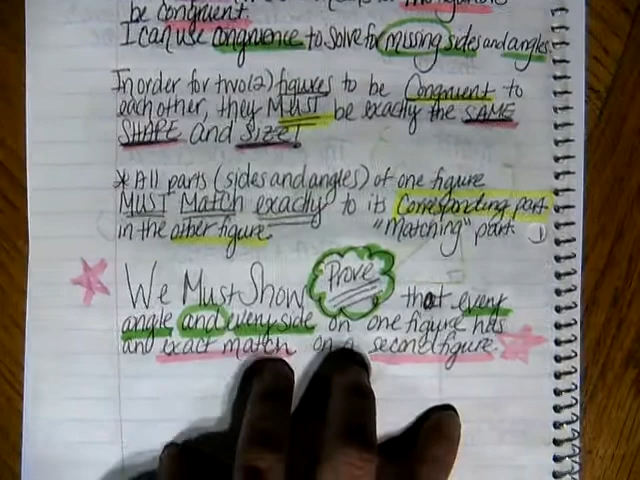 be congruent
I can use congruence to solve for missing sides and angles
In order for two(2) figures to be Congruent to
each other, they MUST be exactly the SAME
SHAPE and SIZE!
*All parts (sides and angles) of one figure
MUST Match exactly to its Corresponding part
in the other figure. "Matching" part.
We Must Show Prove that every
angle and every side on one figure has
an exact match on a second figure.